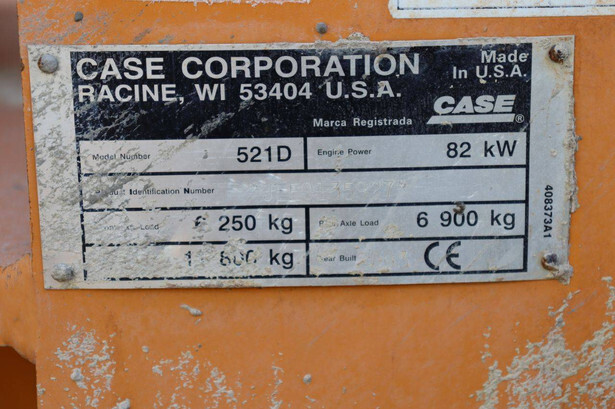 CASE CORPORATION
RACINE, WI 53404 U.S.A.
Made
In U.S.A.
CASE®
Marca Registrada
Model Number 521D
Engine Power 82 kW
Identification Number
Load 250 kg
Axle Load 6 900 kg
kg
Built CE
408373A1